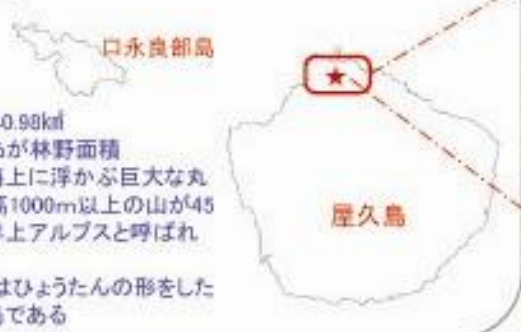 口永良部島
0.98k㎡
が林野面積
上に浮かぶ巨大な丸
高1000m以上の山が45
上アルプスと呼ばれ
はひょうたんの形をした
である
屋久島